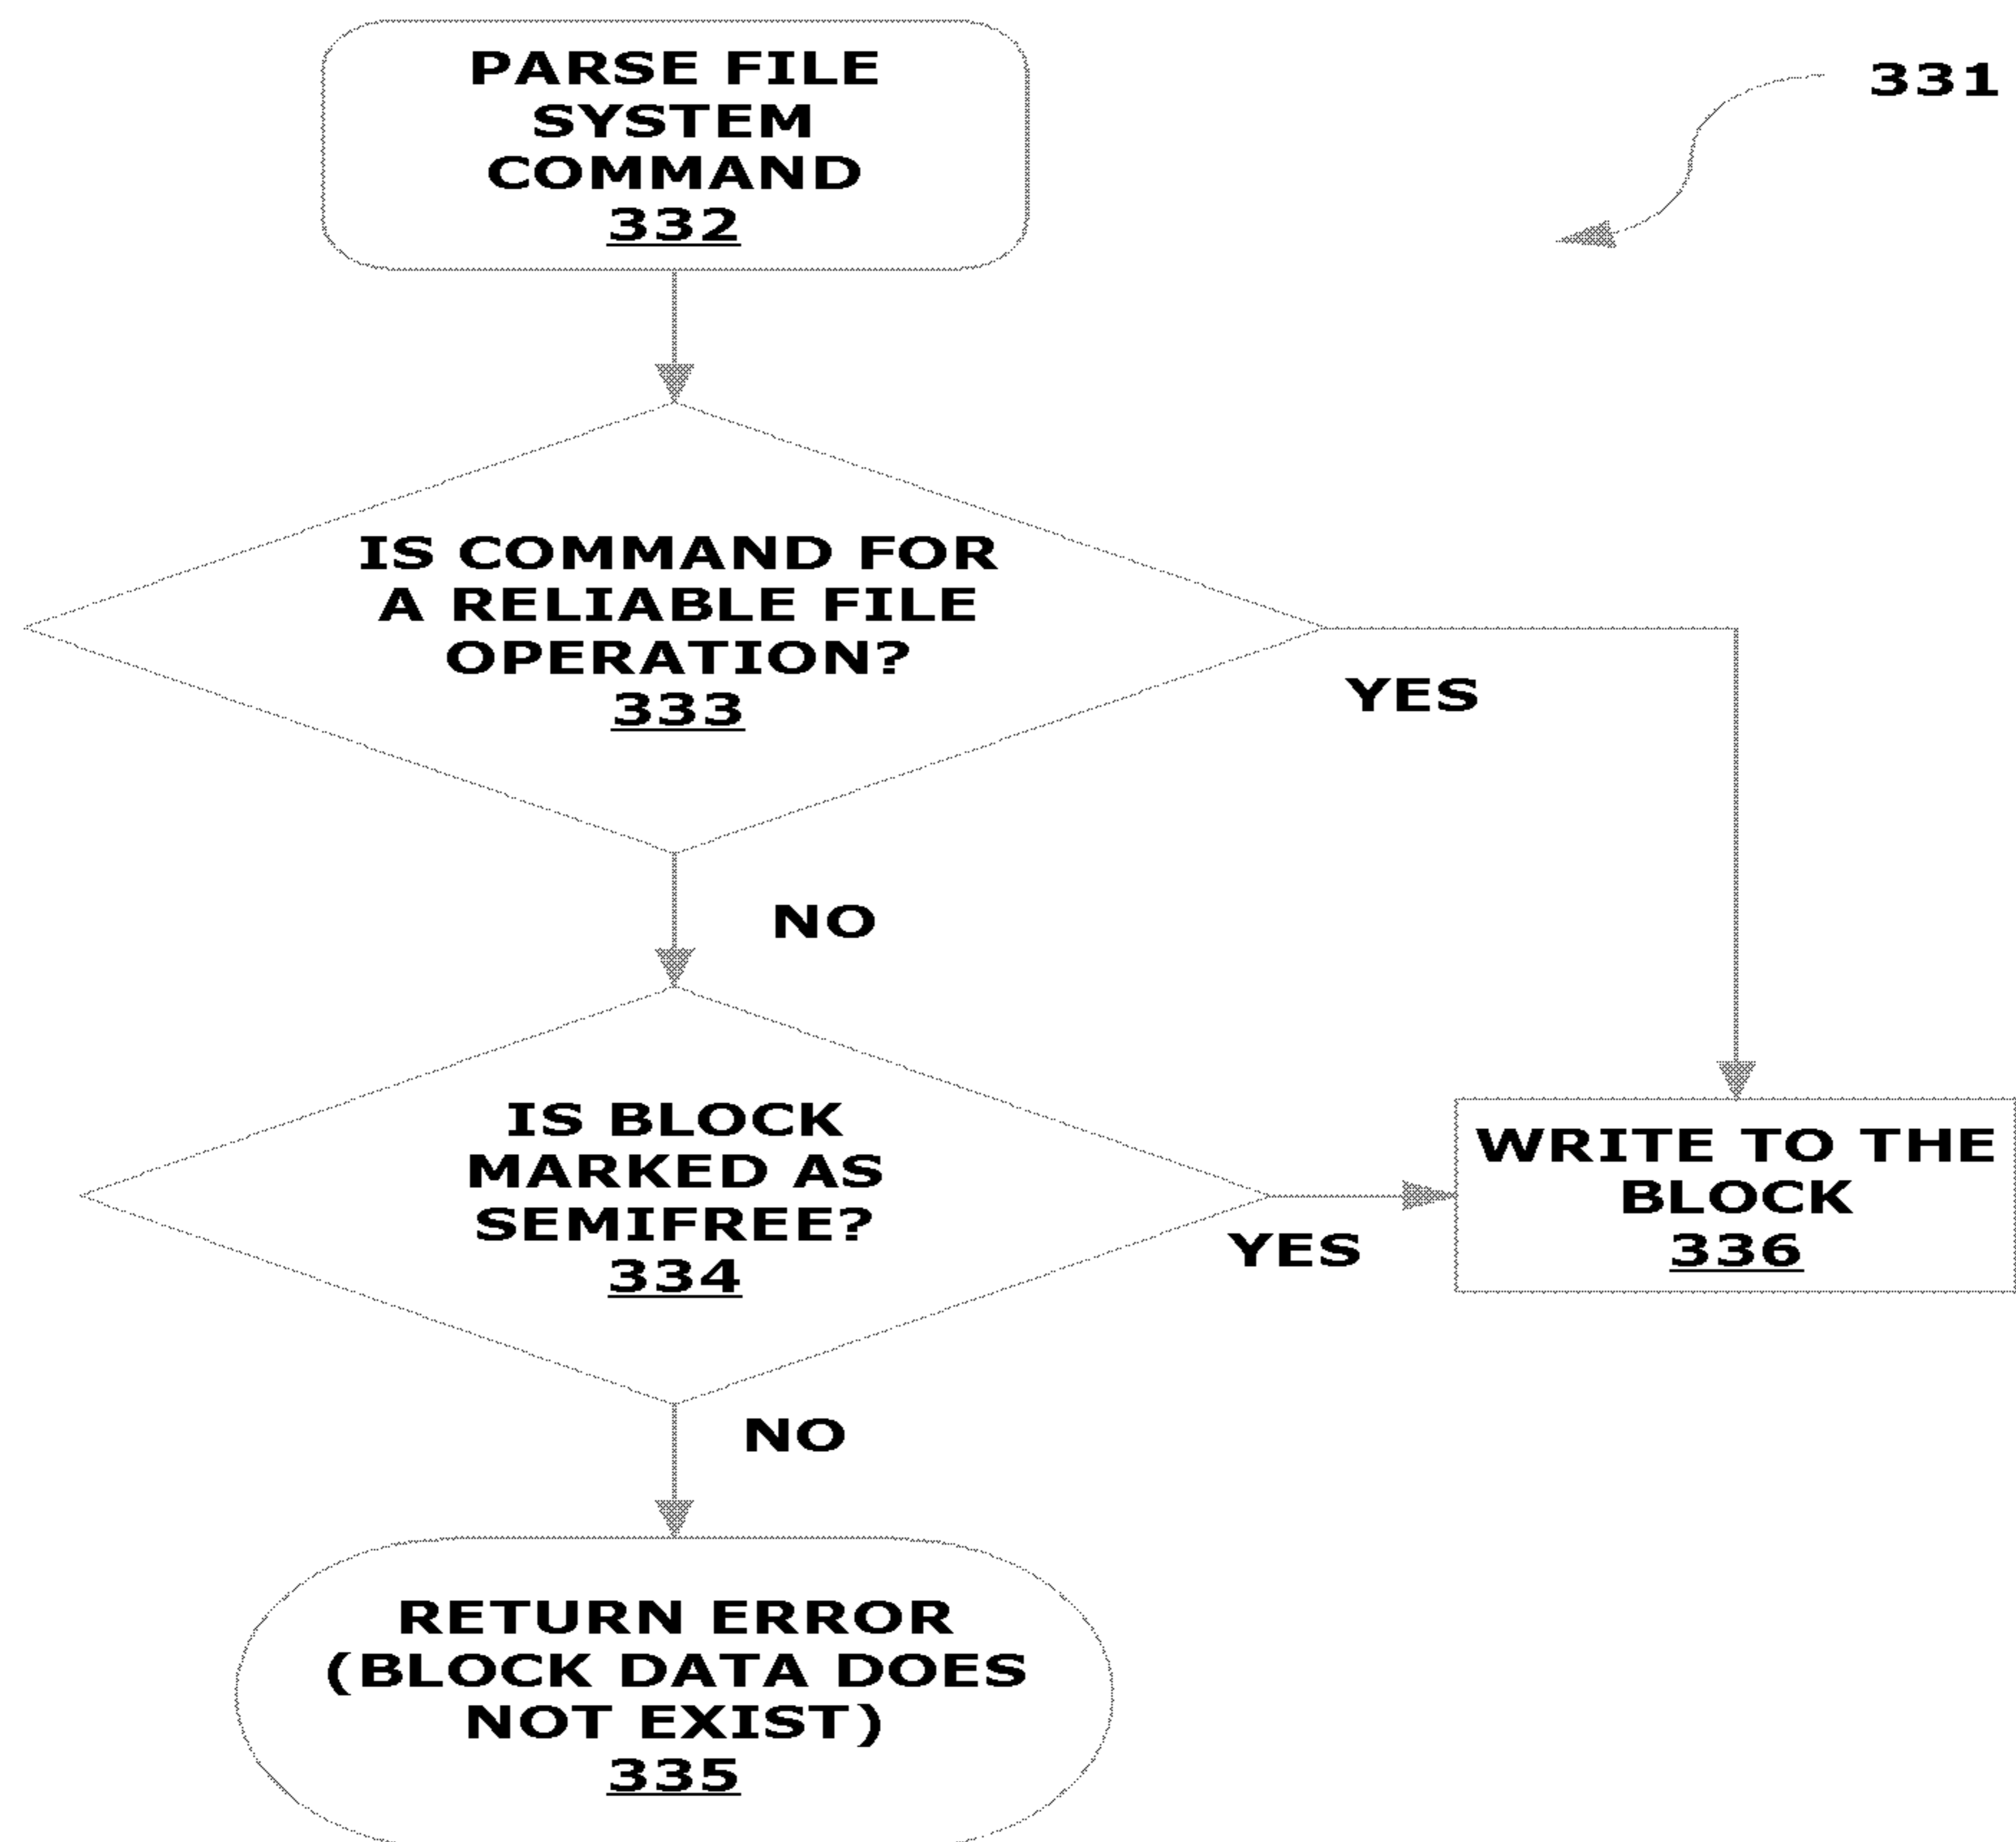 PARSE FILE
SYSTEM
COMMAND
332
331
IS COMMAND FOR
A RELIABLE FILE
OPERATION?
333
YES
NO
IS BLOCK
MARKED AS
SEMIFREE?
334
YES
WRITE TO THE
BLOCK
336
NO
RETURN ERROR
(BLOCK DATA DOES
NOT EXIST)
335